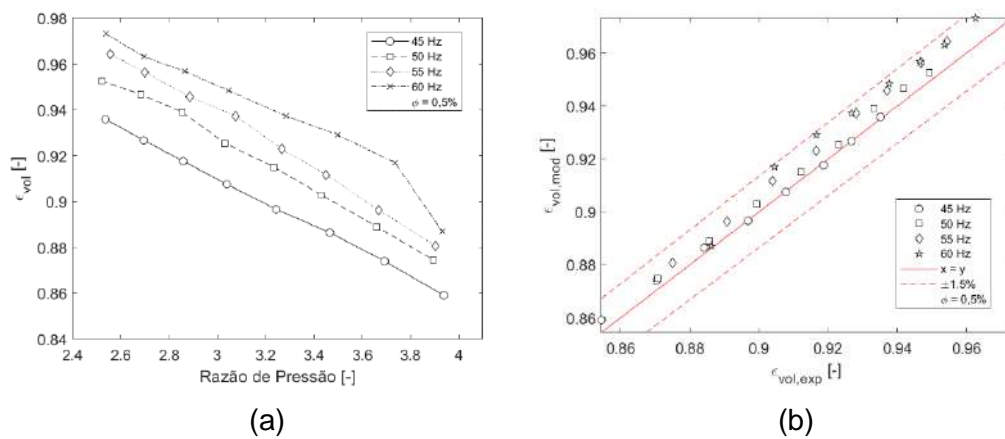 0.98
0.96
0.94
0.92
0.9
0.88
0.86
0.84
ϵvol [-]
45 Hz
50 Hz
55 Hz
60 Hz
ϕ = 0,5%
2.4 2.6 2.8 3 3.2 3.4 3.6 3.8 4
Razão de Pressão [-]
(a)
0.96
0.94
0.92
0.9
0.88
0.86
ϵvol,mod [-]
45 Hz
50 Hz
55 Hz
60 Hz
x = y
±1.5%
ϕ = 0,5%
0.86 0.88 0.9 0.92 0.94 0.96
ϵvol,exp [-]
(b)